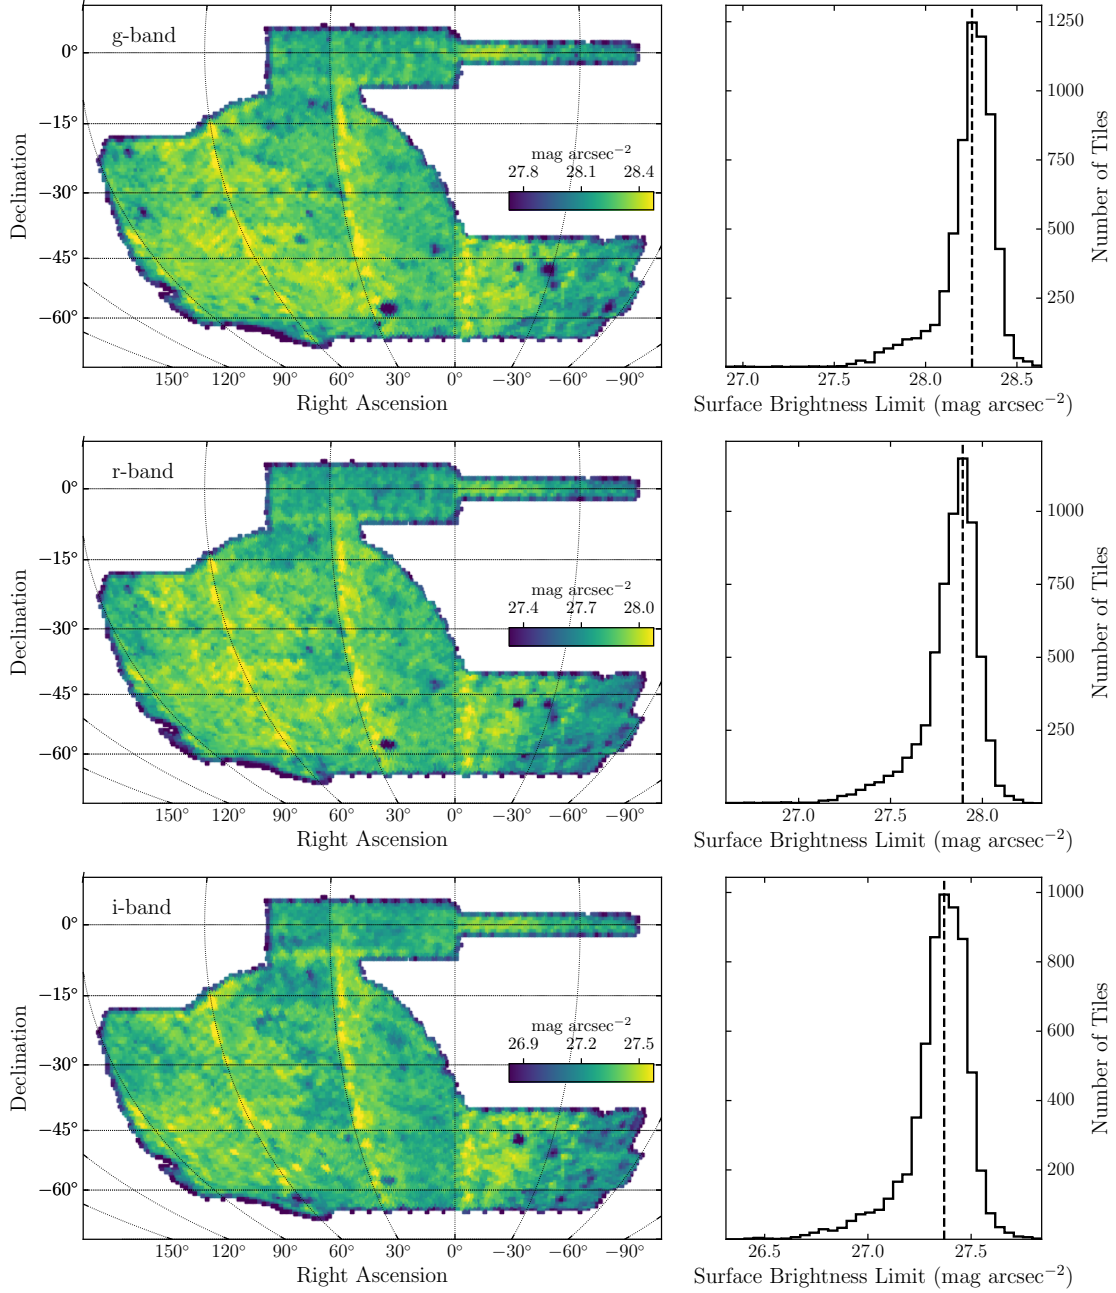 g-band
0°
−15°
−30°
−45°
−60°
Declination
mag arcsec⁻²
27.8 28.1 28.4
150° 120° 90° 60° 30° 0° −30° −60° −90°
Right Ascension
1250
1000
750
500
250
Number of Tiles
27.0 27.5 28.0 28.5
Surface Brightness Limit (mag arcsec⁻²)
r-band
0°
−15°
−30°
−45°
−60°
Declination
mag arcsec⁻²
27.4 27.7 28.0
150° 120° 90° 60° 30° 0° −30° −60° −90°
Right Ascension
1000
750
500
250
Number of Tiles
27.0 27.5 28.0
Surface Brightness Limit (mag arcsec⁻²)
i-band
0°
−15°
−30°
−45°
−60°
Declination
mag arcsec⁻²
26.9 27.2 27.5
150° 120° 90° 60° 30° 0° −30° −60° −90°
Right Ascension
1000
800
600
400
200
Number of Tiles
26.5 27.0 27.5
Surface Brightness Limit (mag arcsec⁻²)